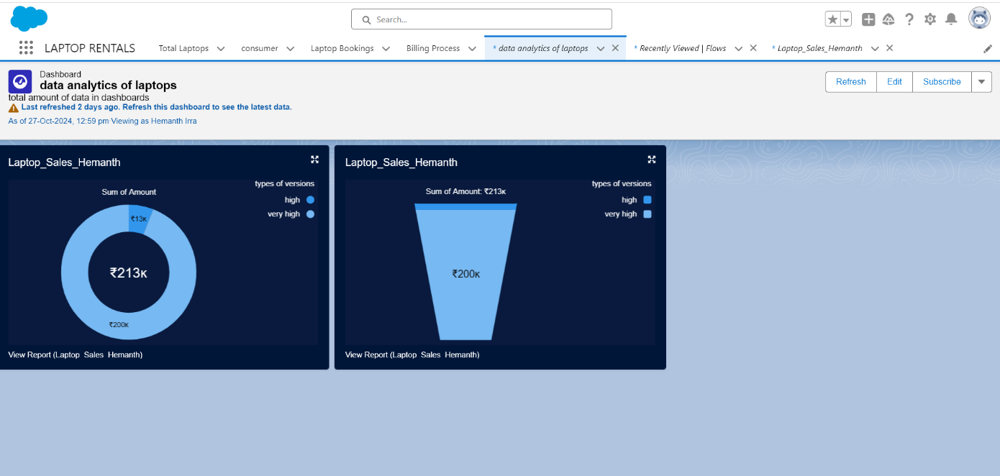 Search...
LAPTOP RENTALS
Total Laptops
consumer
Laptop Bookings
Billing Process
* data analytics of laptops
* Recently Viewed | Flows
* Laptop_Sales_Hemanth
Dashboard
data analytics of laptops
total amount of data in dashboards
Last refreshed 2 days ago. Refresh this dashboard to see the latest data.
As of 27-Oct-2024, 12:59 pm·Viewing as Hemanth Irra
Refresh
Edit
Subscribe
Laptop_Sales_Hemanth
types of versions
high
very high
Sum of Amount
₹13K
₹213K
₹200K
View Report (Laptop_Sales_Hemanth)
Laptop_Sales_Hemanth
types of versions
high
very high
Sum of Amount: ₹213K
₹200K
View Report (Laptop_Sales_Hemanth)